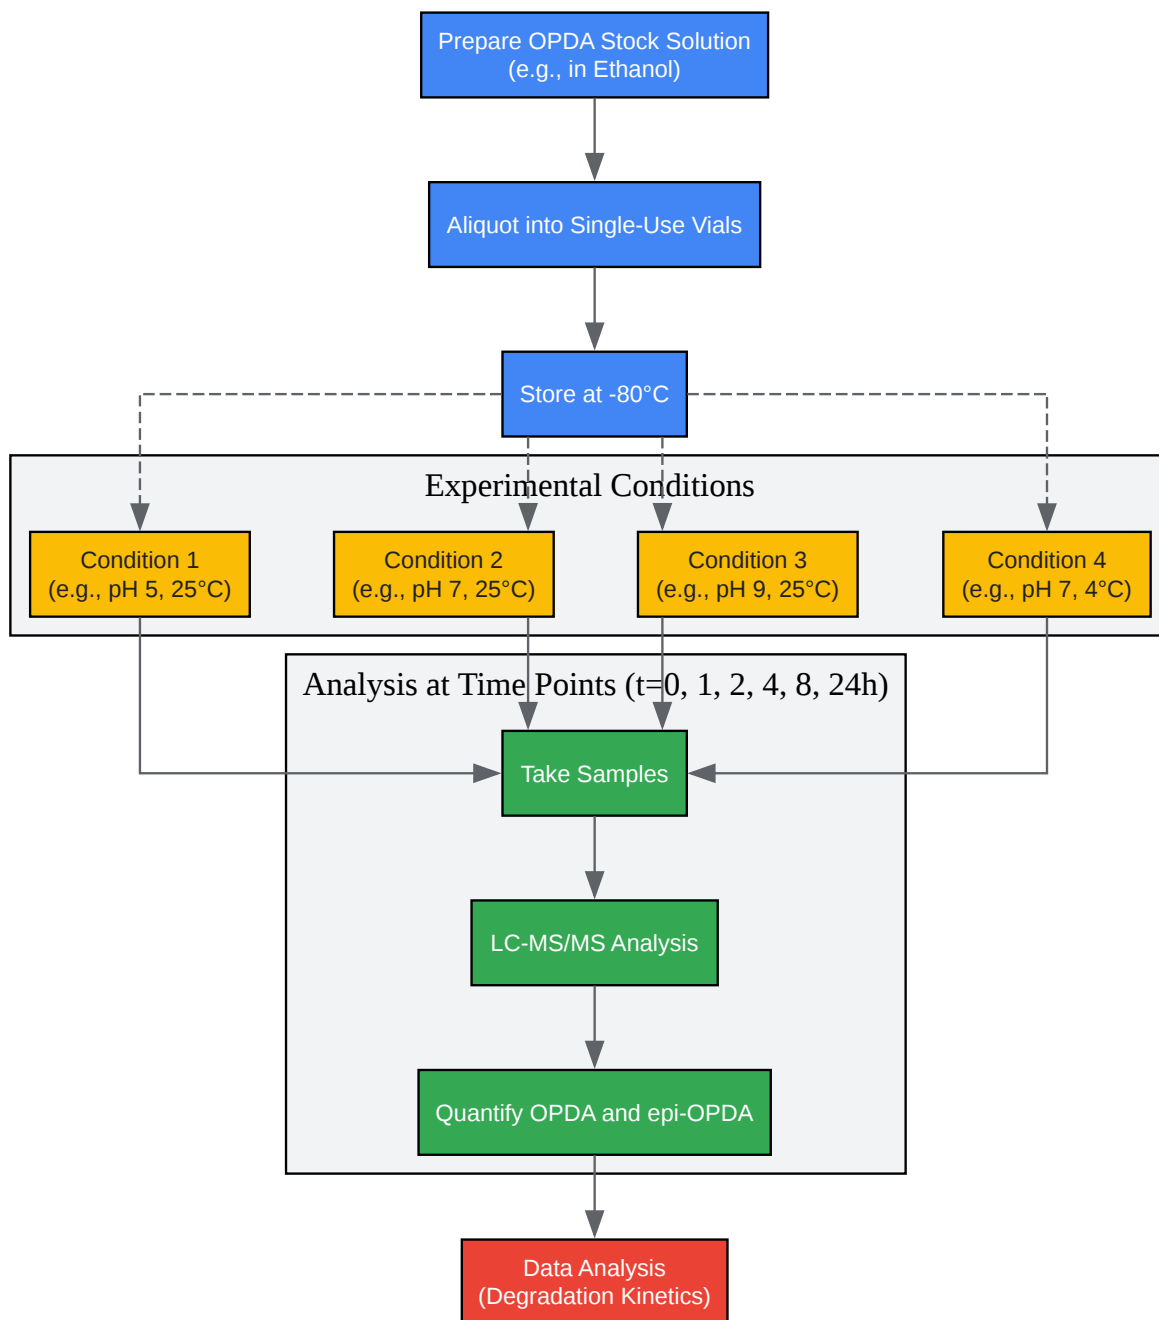 Prepare OPDA Stock Solution
(e.g., in Ethanol)
Aliquot into Single-Use Vials
Store at -80°C
Experimental Conditions
Condition 1
(e.g., pH 5, 25°C)
Condition 2
(e.g., pH 7, 25°C)
Condition 3
(e.g., pH 9, 25°C)
Condition 4
(e.g., pH 7, 4°C)
Analysis at Time Points (t=0, 1, 2, 4, 8, 24h)
Take Samples
LC-MS/MS Analysis
Quantify OPDA and epi-OPDA
Data Analysis
(Degradation Kinetics)